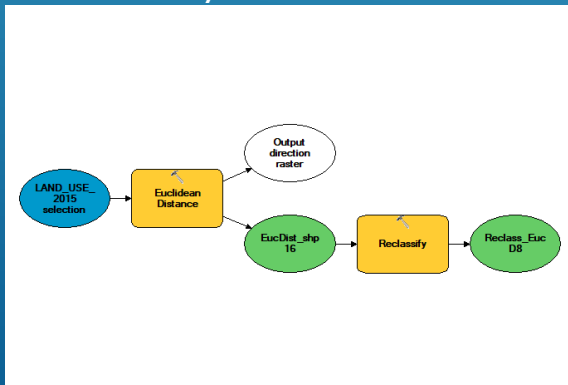 Output
direction
raster
LAND_USE_
2015
selection
Euclidean
Distance
EucDist_shp
16
Reclassify
Reclass_Euc
D8